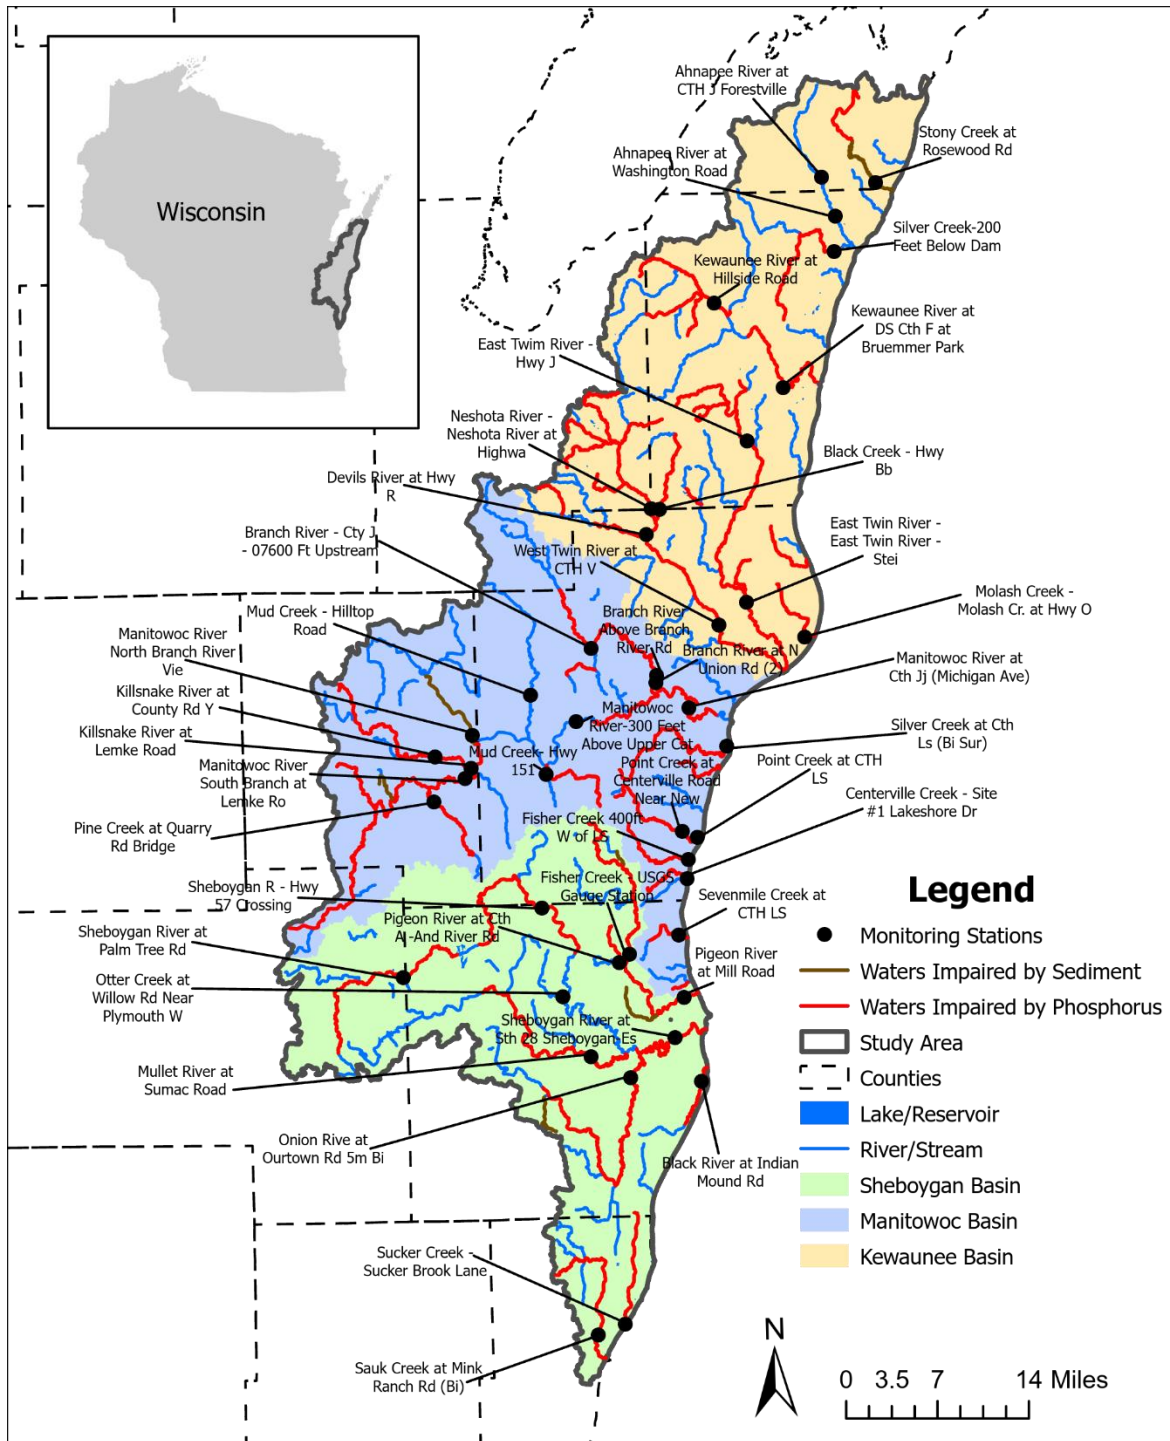 Wisconsin
Ahnapee River at
CTH J Forestville
Stony Creek at
Rosewood Rd
Ahnapee River at
Washington Road
Silver Creek-200
Feet Below Dam
Kewaunee River at
Hillside Road
Kewaunee River at
DS Cth F at
Bruemmer Park
East Twim River -
Hwy J
Neshota River -
Neshota River at
Highwa
Black Creek - Hwy
Bb
Devils River at Hwy
R
Branch River - Cty J
- 07600 Ft Upstream
West Twin River at
CTH V
East Twin River -
East Twin River -
Stei
Molash Creek -
Molash Cr. at Hwy O
Mud Creek - Hilltop
Road
Branch River
Above Branch
River Rd
Branch River at N
Union Rd (2)
Manitowoc River
North Branch River
Vie
Manitowoc River at
Cth Jj (Michigan Ave)
Killsnake River at
County Rd Y
Manitowoc
River-300 Feet
Above Upper Cat
Killsnake River at
Lemke Road
Mud Creek- Hwy
151
Silver Creek at Cth
Ls (Bi Sur)
Point Creek at
Centerville Road
Near New
Point Creek at CTH
LS
Manitowoc River
South Branch at
Lemke Ro
Centerville Creek - Site
#1 Lakeshore Dr
Pine Creek at Quarry
Rd Bridge
Fisher Creek 400ft
W of LS
Sheboygan R - Hwy
57 Crossing
Fisher Creek - USGS
Gauge Station
Sevenmile Creek at
CTH LS
Pigeon River at Cth
A -And River Rd
Sheboygan River at
Palm Tree Rd
Pigeon River
at Mill Road
Otter Creek at
Willow Rd Near
Plymouth W
Sheboygan River at
Sth 28 Sheboygan Es
Mullet River at
Sumac Road
Onion Rive at
Ourtown Rd 5m Bi
Black River at Indian
Mound Rd
Sucker Creek -
Sucker Brook Lane
Sauk Creek at Mink
Ranch Rd (Bi)
Legend
Monitoring Stations
Waters Impaired by Sediment
Waters Impaired by Phosphorus
Study Area
Counties
Lake/Reservoir
River/Stream
Sheboygan Basin
Manitowoc Basin
Kewaunee Basin
N
0 3.5 7 14 Miles